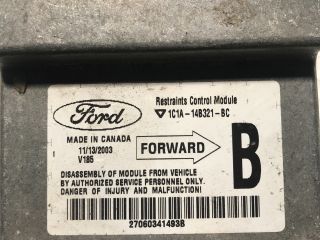 Ford
Restraints Control Module
1C1A-14B321-BC
MADE IN CANADA
11/13/2003
V185
FORWARD
B
DISASSEMBLY OF MODULE FROM VEHICLE
BY AUTHORIZED SERVICE PERSONNEL ONLY.
DANGER OF INJURY AND MALFUNCTION!
27060341493B